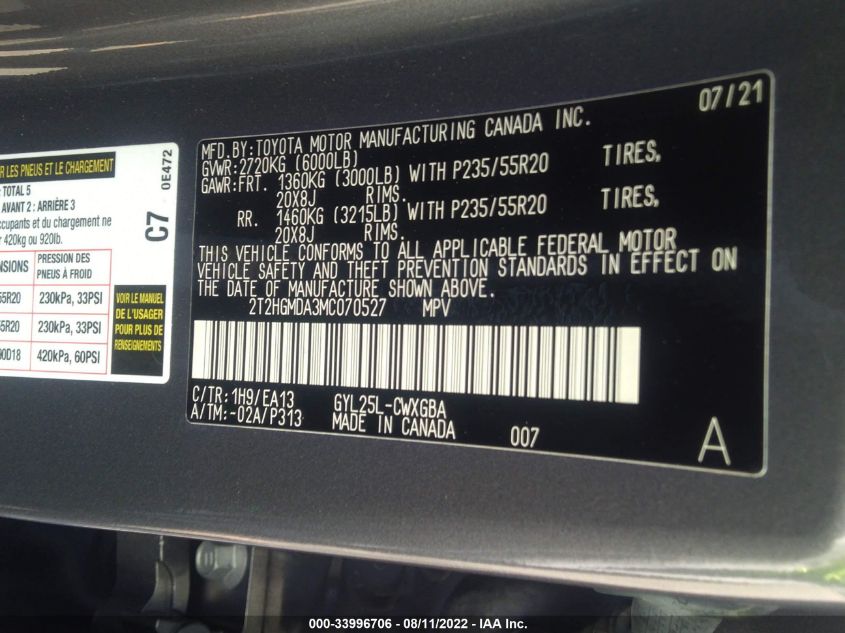 R LES PNEUS ET LE CHARGEMENT
: TOTAL 5
AVANT 2 : ARRIÈRE 3
occupants et du chargement ne
r 420kg ou 920lb.
C7
0E472
PRESSION DES
PNEUS À FROID
55R20 230kPa, 33PSI
55R20 230kPa, 33PSI
90D18 420kPa, 60PSI
VOIR LE MANUEL
DE L'USAGER
POUR PLUS DE
RENSEIGNEMENTS
07/21
MFD.BY:TOYOTA MOTOR MANUFACTURING CANADA INC.
GVWR:2720KG (6000LB)
GAWR:FRT. 1360KG (3000LB) WITH P235/55R20 TIRES,
20X8J RIMS.
RR. 1460KG (3215LB) WITH P235/55R20 TIRES,
20X8J RIMS.
THIS VEHICLE CONFORMS TO ALL APPLICABLE FEDERAL MOTOR
VEHICLE SAFETY AND THEFT PREVENTION STANDARDS IN EFFECT ON
THE DATE OF MANUFACTURE SHOWN ABOVE.
2T2HGMDA3MC070527 MPV
C/TR:1H9/EA13 GYL25L-CWXGBA
A/TM:-02A/P313 MADE IN CANADA 007
A
000-33996706 - 08/11/2022 - IAA Inc.